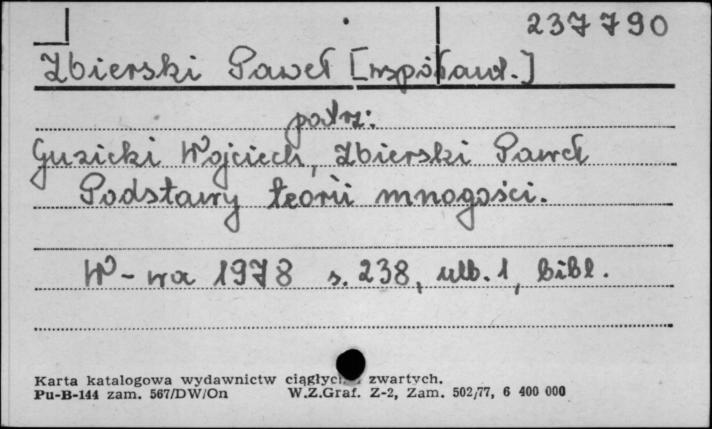 237790
Zbierski Paweł [współaut.]
patrz:
Guzicki Wojciech, Zbierski Paweł
Podstawy teorii mnogości.
W-wa 1978 s. 238, ulb. 1, bibl.
Karta katalogowa wydawnictw ciągłych zwartych.
Pu-B-144 zam. 567/DW/On W.Z.Graf. Z-2, Zam. 502/77, 6 400 000